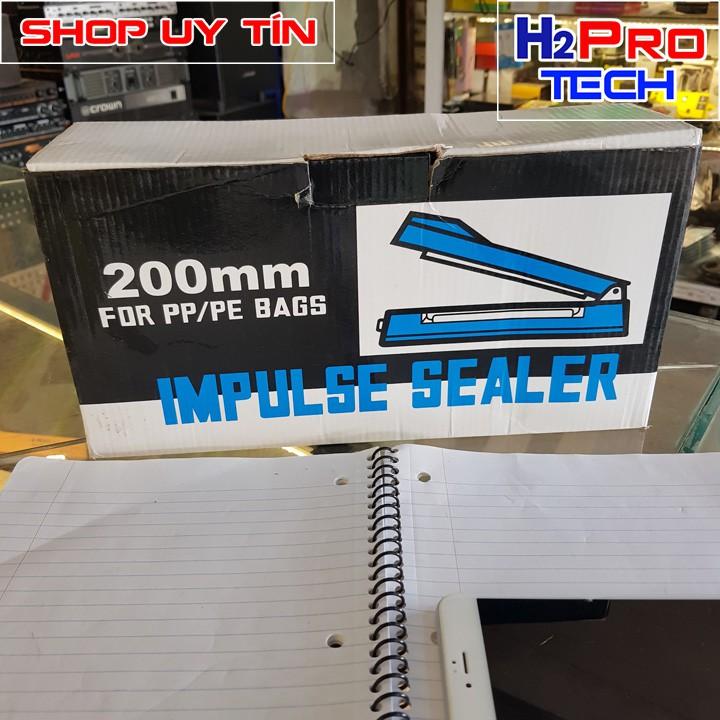 SHOP UY TÍN
H2PRO
TECH
crown
200mm
FOR PP/PE BAGS
IMPULSE SEALER